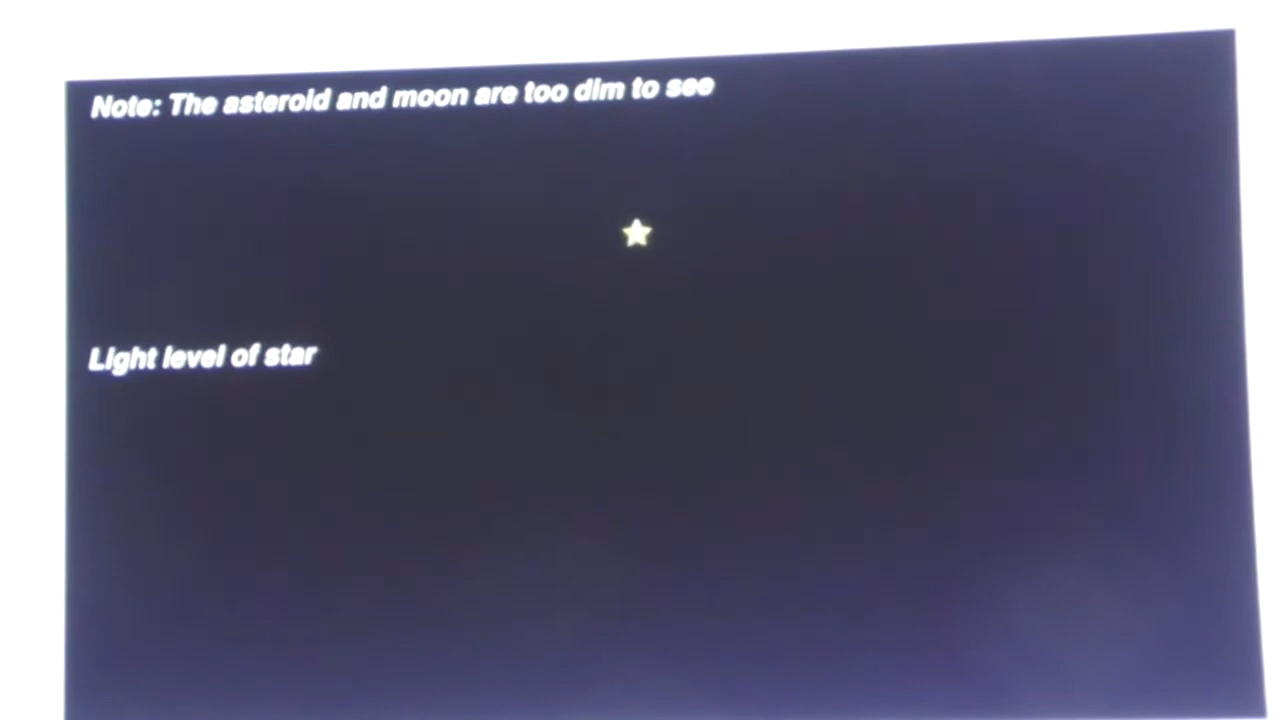 Note: The asteroid and moon are too dim to see
Light level of star